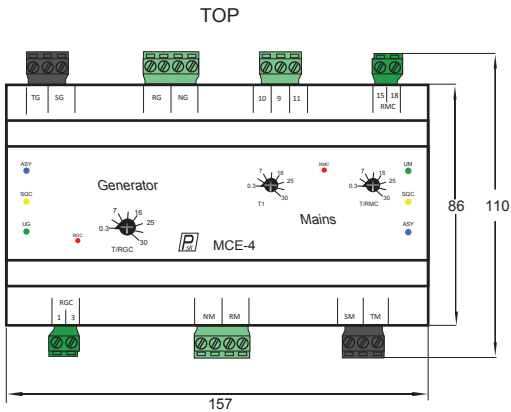 TOP
TG SG RG NG 10 9 11 15 18
RMC
ASY
SQC
UG
Generator
RGC
0.3 7 16 25 30
T/RGC
0.3 7 16 25 30
T1
RMC
0.3 7 16 25 30
T/RMC
Mains
UM
SQC
ASY
MCE-4
RGC
1 3 NM RM SM TM
86
110
157